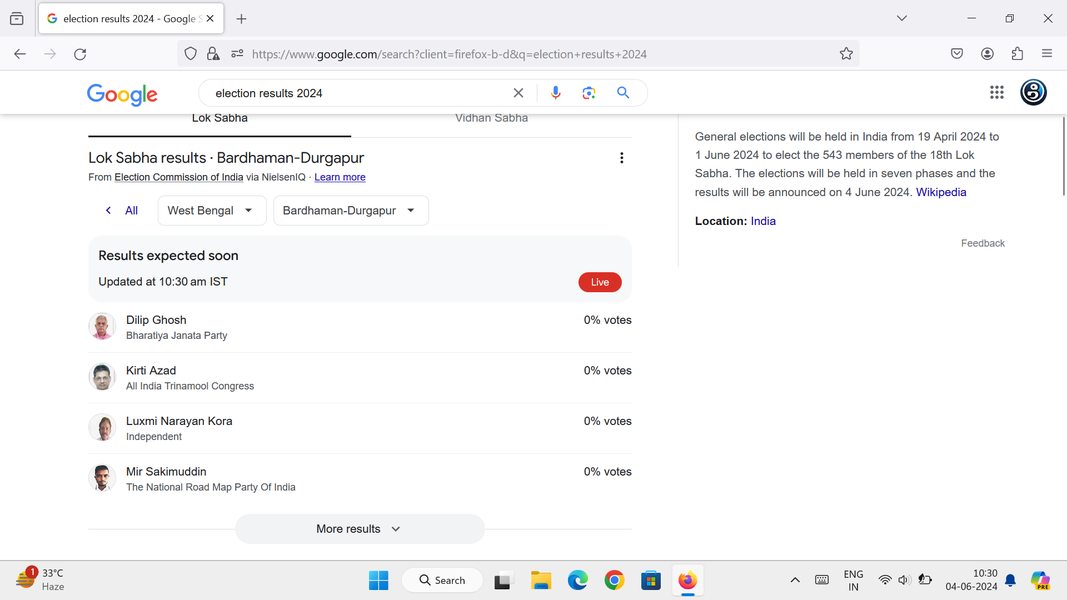 election results 2024 - Google S
https://www.google.com/search?client=firefox-b-d&q=election+results+2024
Google
election results 2024
Lok Sabha
Vidhan Sabha
Lok Sabha results · Bardhaman-Durgapur
From Election Commission of India via NielsenIQ · Learn more
All
West Bengal
Bardhaman-Durgapur
Results expected soon
Updated at 10:30 am IST
Live
Dilip Ghosh
0% votes
Bharatiya Janata Party
Kirti Azad
0% votes
All India Trinamool Congress
Luxmi Narayan Kora
0% votes
Independent
Mir Sakimuddin
0% votes
The National Road Map Party Of India
More results
General elections will be held in India from 19 April 2024 to
1 June 2024 to elect the 543 members of the 18th Lok
Sabha. The elections will be held in seven phases and the
results will be announced on 4 June 2024. Wikipedia
Location: India
Feedback
1
33°C
Haze
Search
ENG
IN
10:30
04-06-2024
PRE